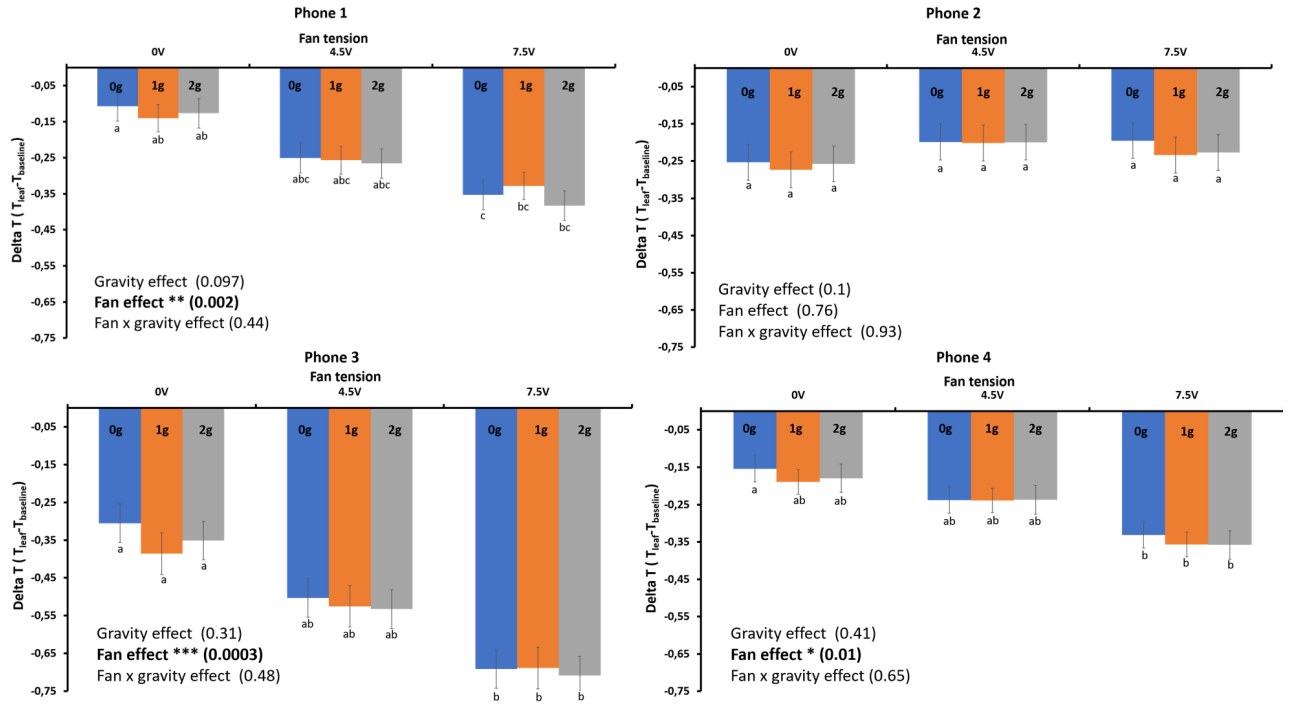 Phone 1
Fan tension
0V 4.5V 7.5V
0g 1g 2g 0g 1g 2g 0g 1g 2g
-0,05
-0,15
-0,25
-0,35
-0,45
-0,55
-0,65
-0,75
Delta T ( Tleaf-Tbaseline)
a ab ab abc abc abc c bc bc
Gravity effect (0.097)
Fan effect ** (0.002)
Fan x gravity effect (0.44)
Phone 2
Fan tension
0V 4.5V 7.5V
0g 1g 2g 0g 1g 2g 0g 1g 2g
-0,05
-0,15
-0,25
-0,35
-0,45
-0,55
-0,65
-0,75
Delta T ( Tleaf-Tbaseline)
a a a a a a a a a
Gravity effect (0.1)
Fan effect (0.76)
Fan x gravity effect (0.93)
Phone 3
Fan tension
0V 4.5V 7.5V
0g 1g 2g 0g 1g 2g 0g 1g 2g
-0,05
-0,15
-0,25
-0,35
-0,45
-0,55
-0,65
-0,75
Delta T ( Tleaf-Tbaseline)
a a a ab ab ab b b b
Gravity effect (0.31)
Fan effect *** (0.0003)
Fan x gravity effect (0.48)
Phone 4
Fan tension
0V 4.5V 7.5V
0g 1g 2g 0g 1g 2g 0g 1g 2g
-0,05
-0,15
-0,25
-0,35
-0,45
-0,55
-0,65
-0,75
Delta T ( Tleaf-Tbaseline)
a ab ab ab ab ab b b b
Gravity effect (0.41)
Fan effect * (0.01)
Fan x gravity effect (0.65)